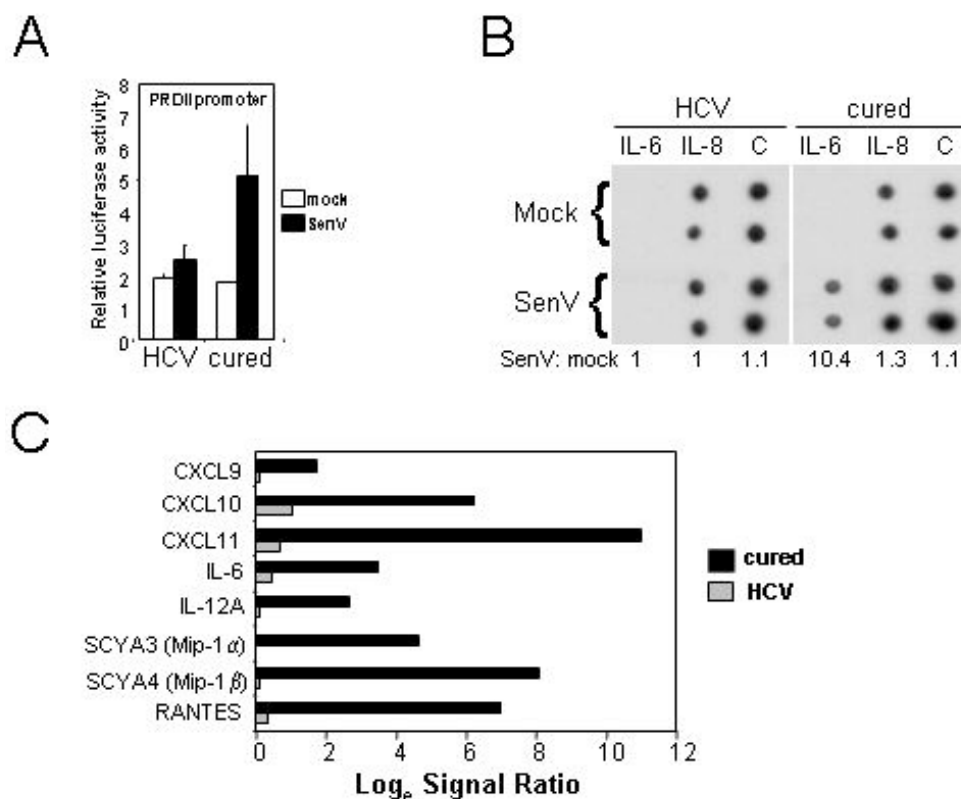 A
8
7
6
5
4
3
2
1
0
Relative luciferase activity
PRDII promoter
HCV cured
mock
SenV
B
HCV cured
IL-6 IL-8 C IL-6 IL-8 C
Mock {
SenV {
SenV: mock 1 1 1.1 10.4 1.3 1.1
C
CXCL9
CXCL10
CXCL11
IL-6
IL-12A
SCYA3 (Mip-1α)
SCYA4 (Mip-1β)
RANTES
0 2 4 6 8 10 12
Logₑ Signal Ratio
cured
HCV